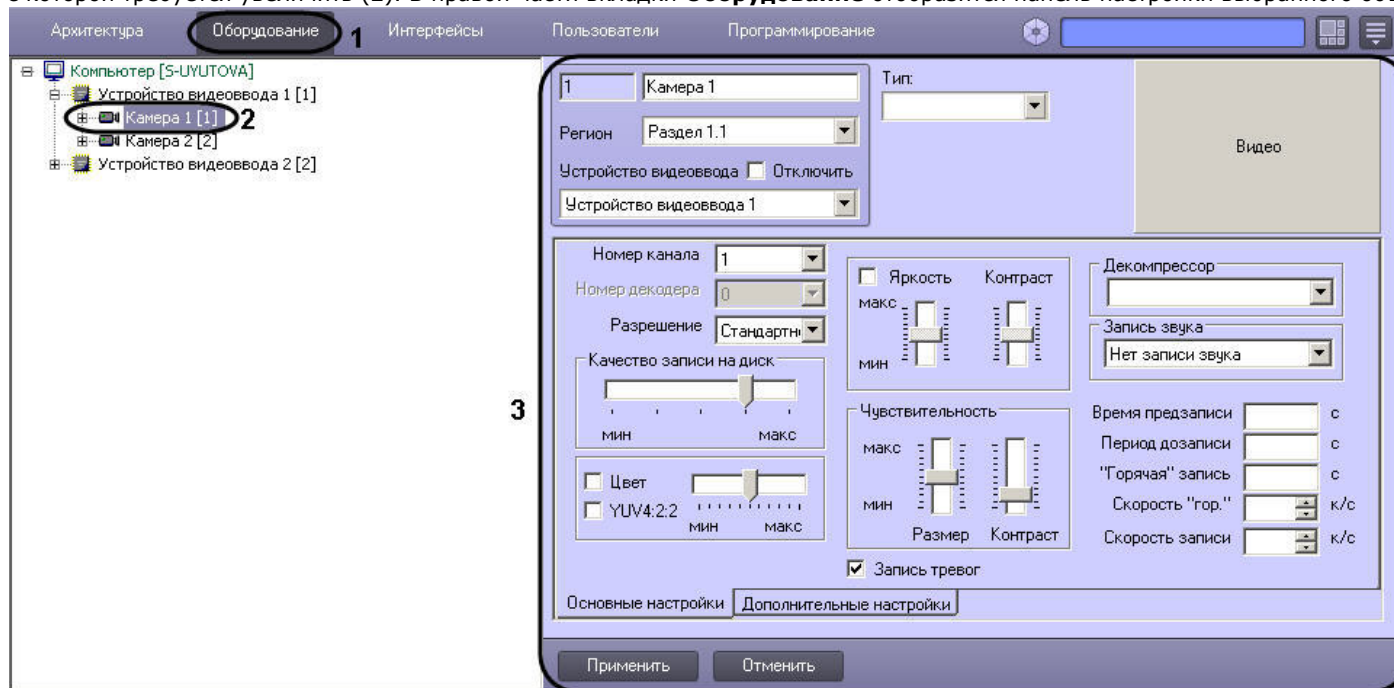 Архитектура Оборудование 1 Интерфейсы Пользователи Программирование
Компьютер [S-UYUTOVA]
Устройство видеоввода 1 [1]
Камера 1 [1] 2
Камера 2 [2]
Устройство видеоввода 2 [2]
3
1 Камера 1
Регион Раздел 1.1
Устройство видеоввода Отключить
Устройство видеоввода 1
Тип:
Видео
Номер канала 1
Номер декодера 0
Разрешение Стандартн
Качество записи на диск
мин макс
Цвет
YUV4:2:2
мин макс
Яркость Контраст
макс
мин
Чувствительность
макс
мин
Размер Контраст
Запись тревог
Декомпрессор
Запись звука
Нет записи звука
Время предзаписи с
Период дозаписи с
"Горячая" запись с
Скорость "гор." к/с
Скорость записи к/с
Основные настройки Дополнительные настройки
Применить Отменить